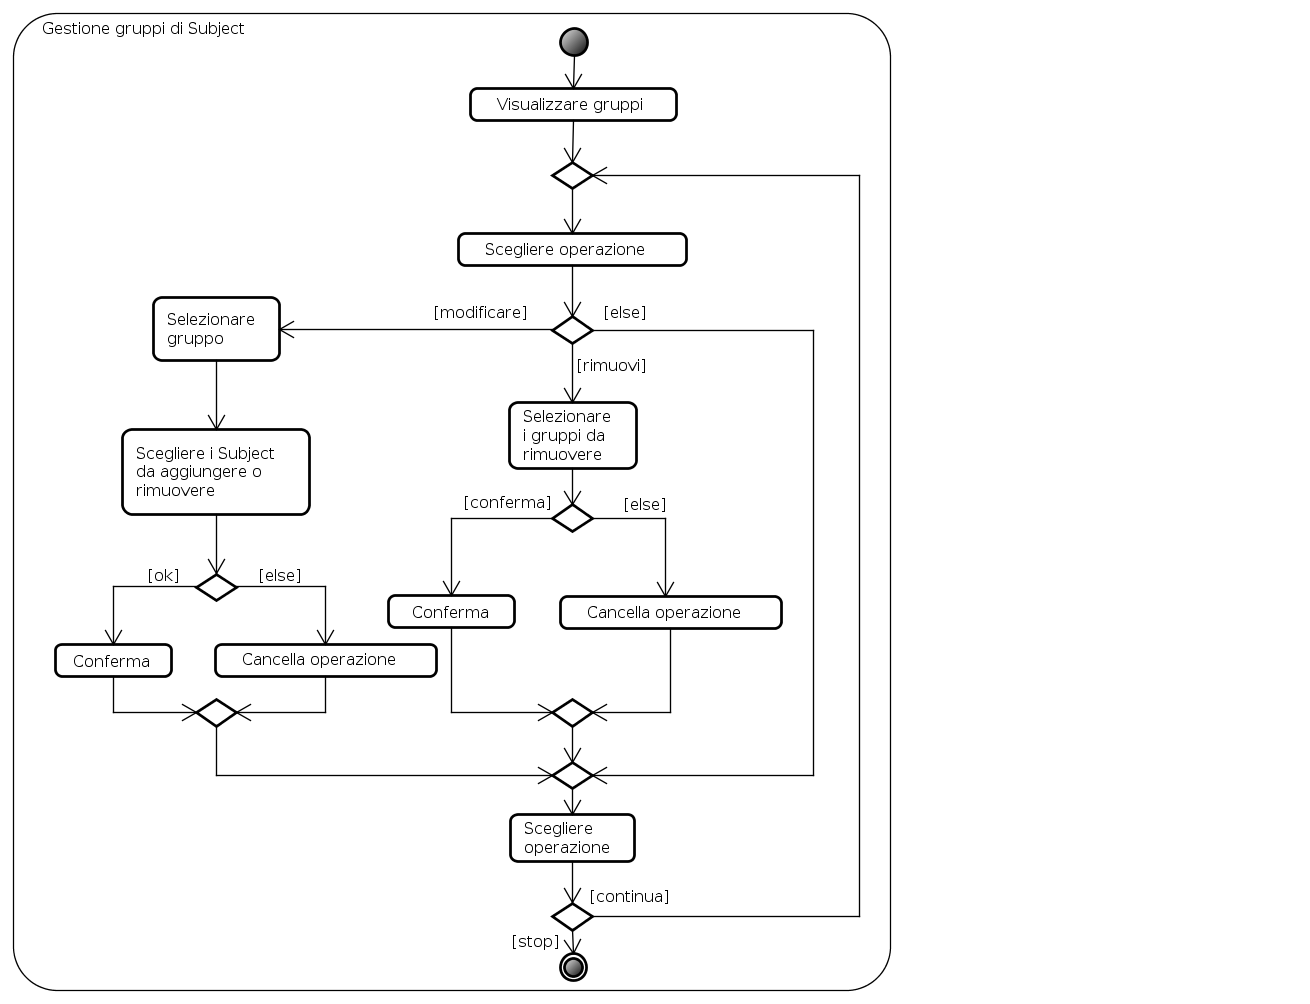 Gestione gruppi di Subject
Visualizzare gruppi
Scegliere operazione
[modificare]
[else]
Selezionare
gruppo
[rimuovi]
Selezionare
i gruppi da
rimuovere
Scegliere i Subject
da aggiungere o
rimuovere
[conferma]
[else]
[ok]
[else]
Conferma
Cancella operazione
Conferma
Cancella operazione
Scegliere
operazione
[continua]
[stop]